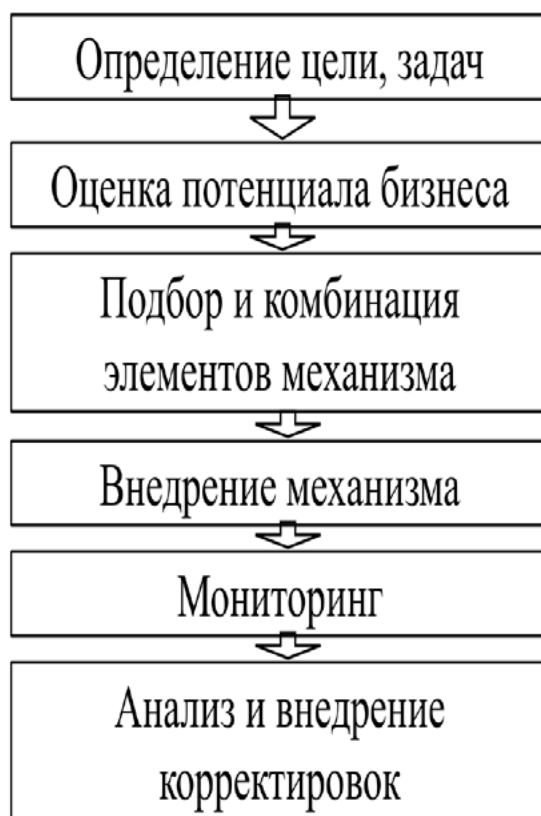 Определение цели, задач
Оценка потенциала бизнеса
Подбор и комбинация
элементов механизма
Внедрение механизма
Мониторинг
Анализ и внедрение
корректировок